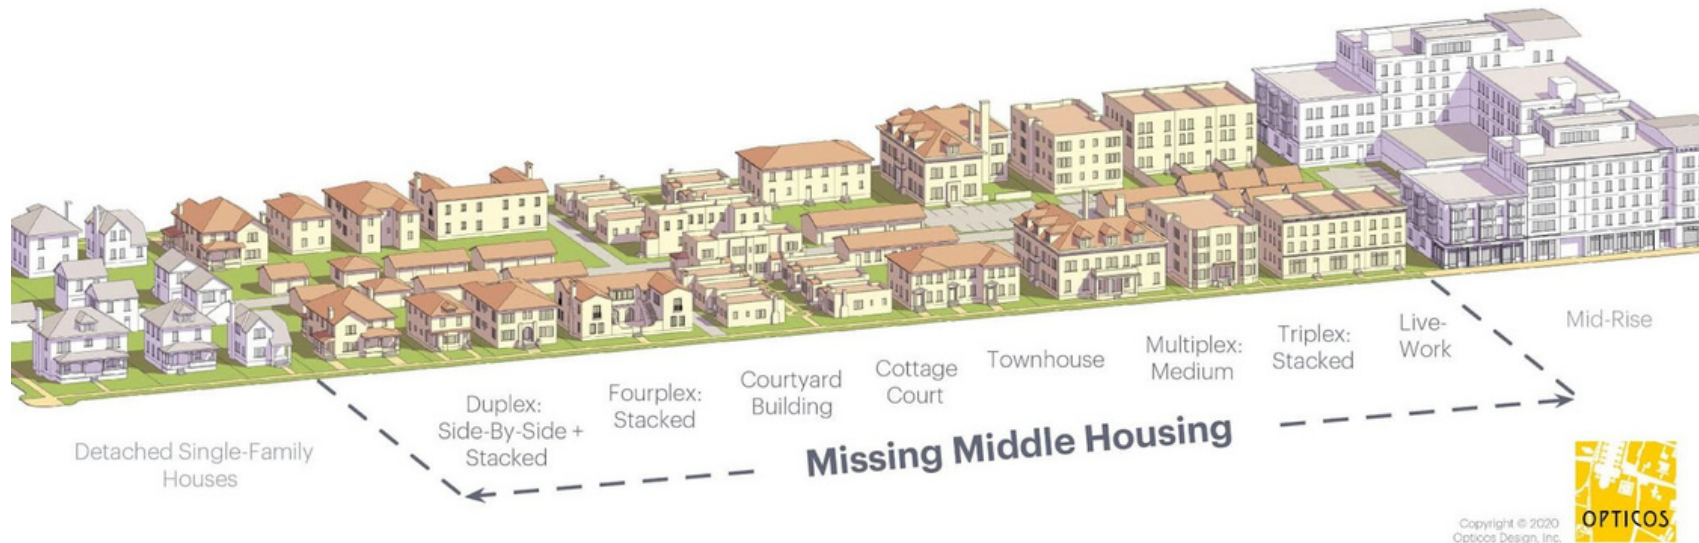 Detached Single-Family
Houses
Duplex:
Side-By-Side +
Stacked
Fourplex:
Stacked
Courtyard
Building
Cottage
Court
Townhouse
Multiplex:
Medium
Triplex:
Stacked
Live-
Work
Mid-Rise
Missing Middle Housing
Copyright © 2020
Opticos Design, Inc.
OPTICOS